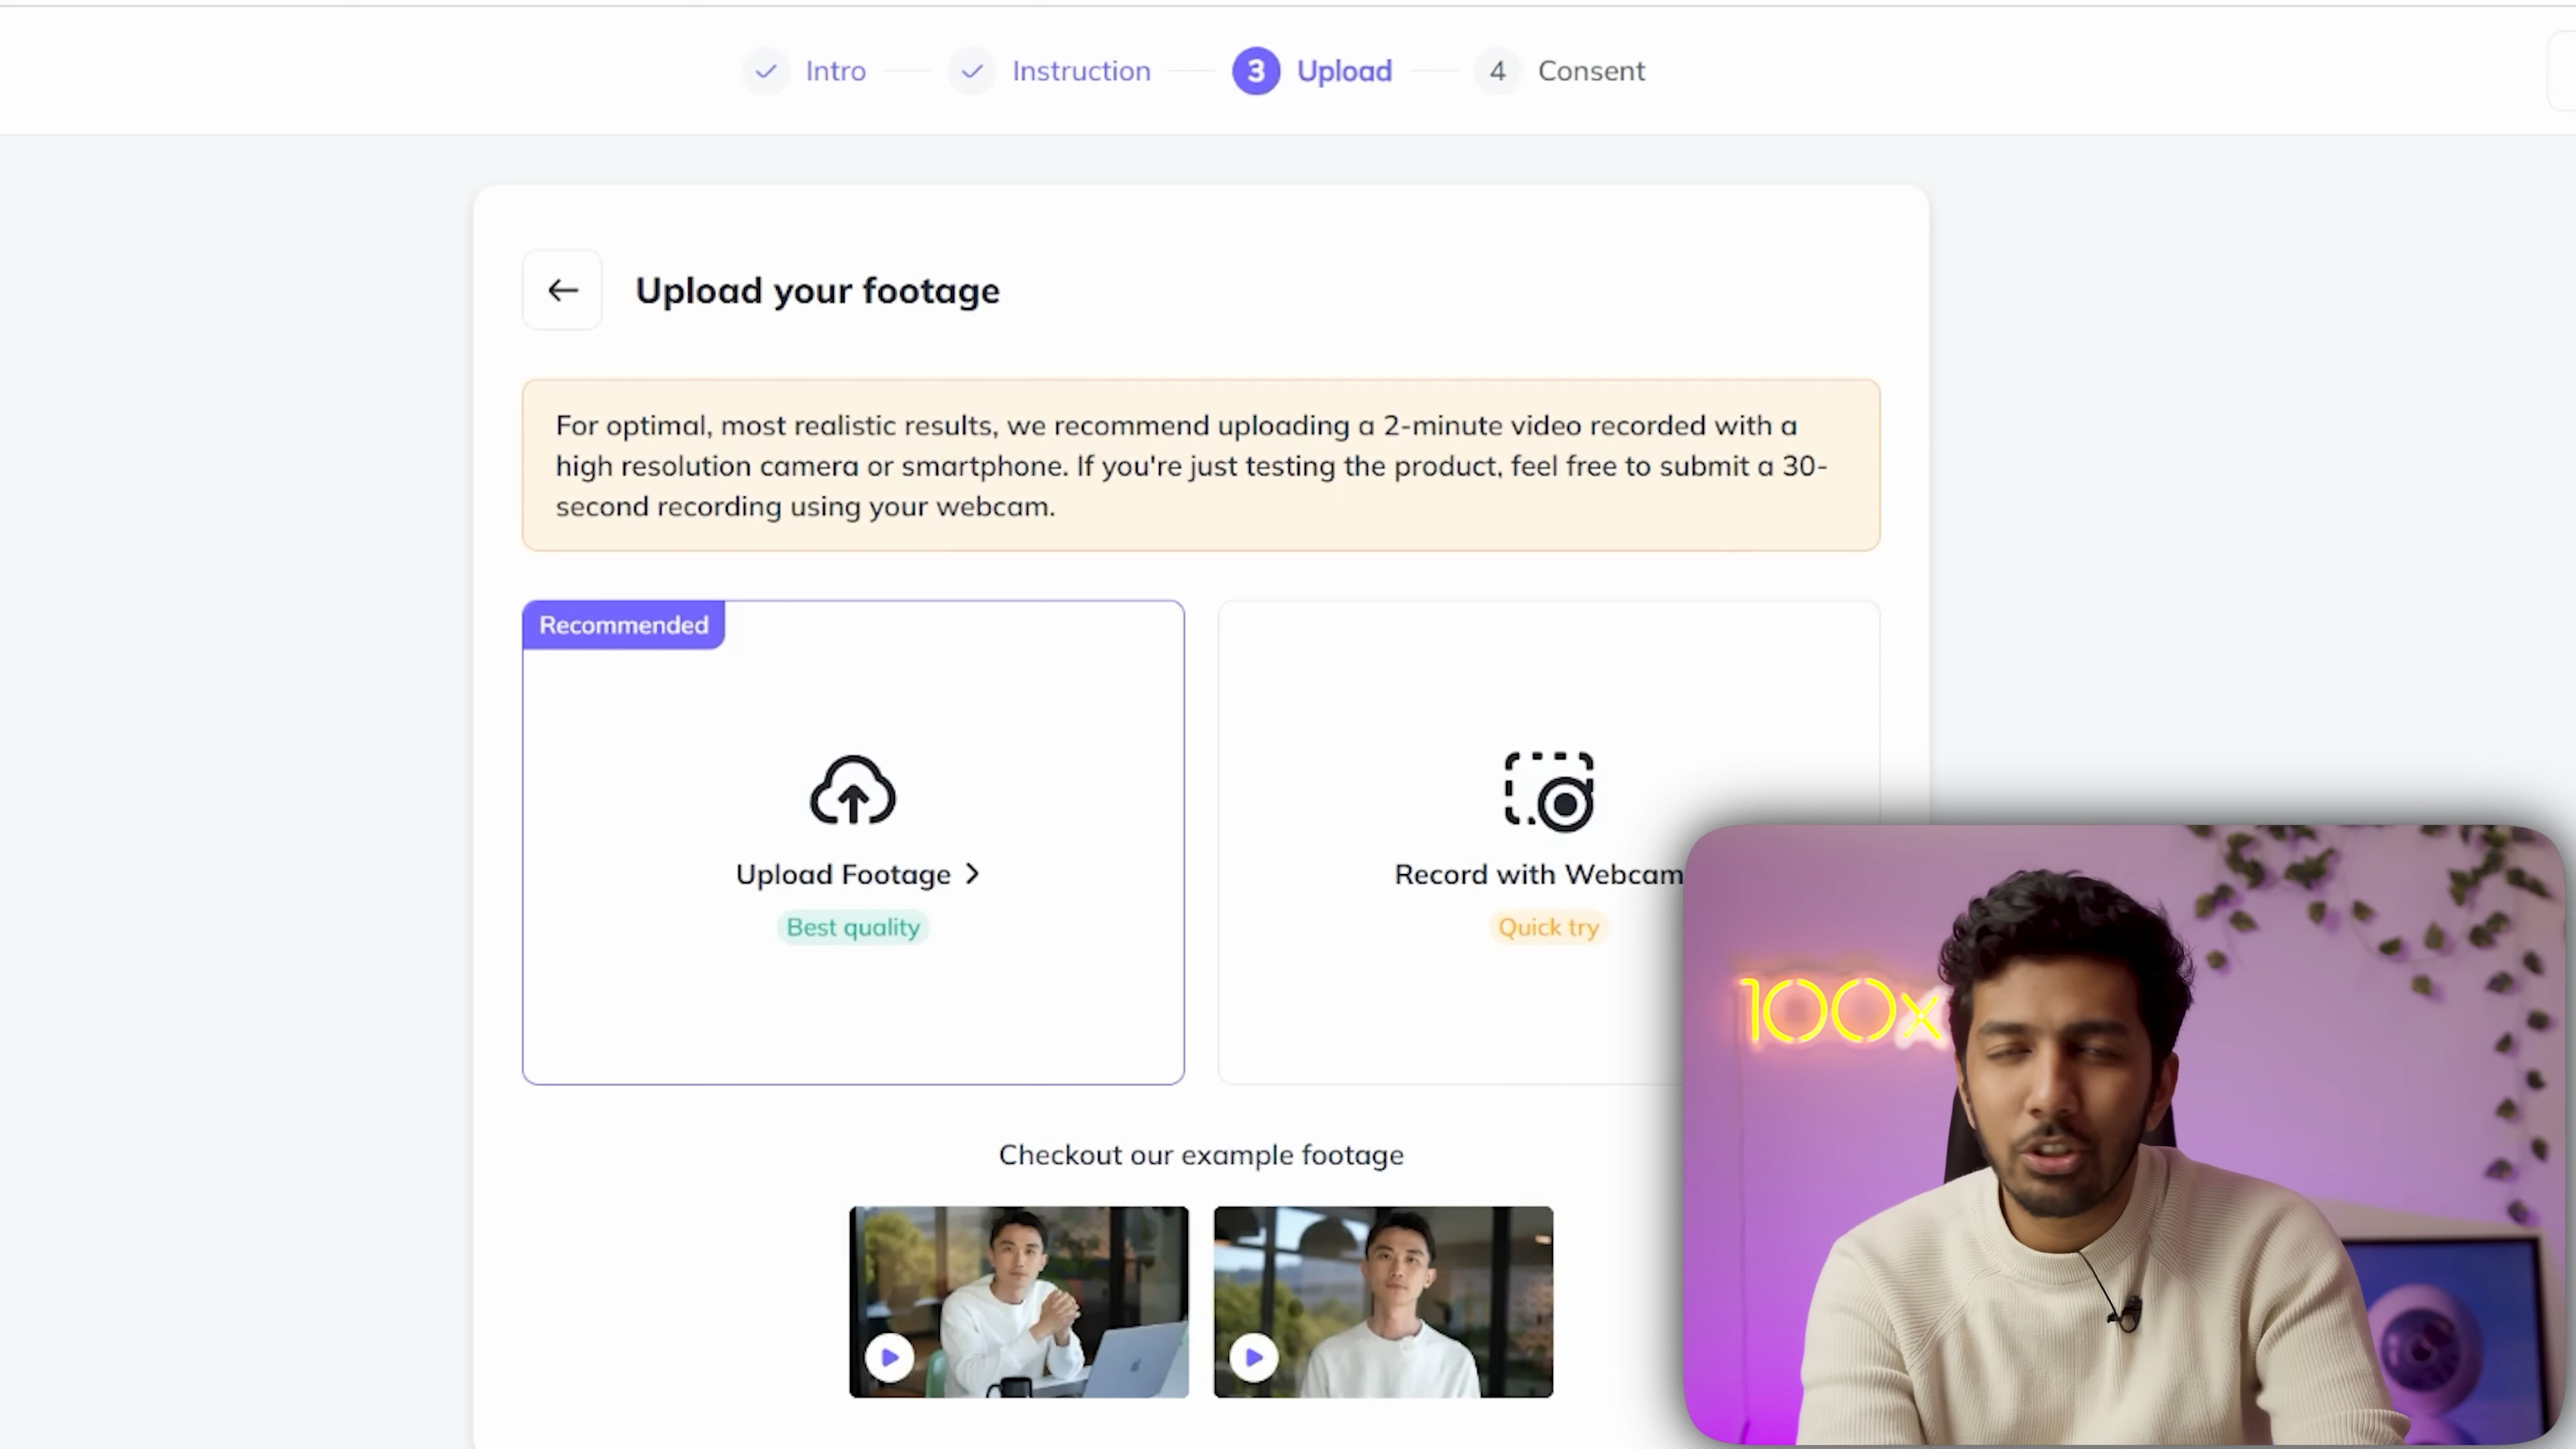 Intro
Instruction
3 Upload
4 Consent
Upload your footage
For optimal, most realistic results, we recommend uploading a 2-minute video recorded with a
high resolution camera or smartphone. If you're just testing the product, feel free to submit a 30-
second recording using your webcam.
Recommended
Upload Footage
Best quality
Record with Webcam
Quick try
100x
Checkout our example footage